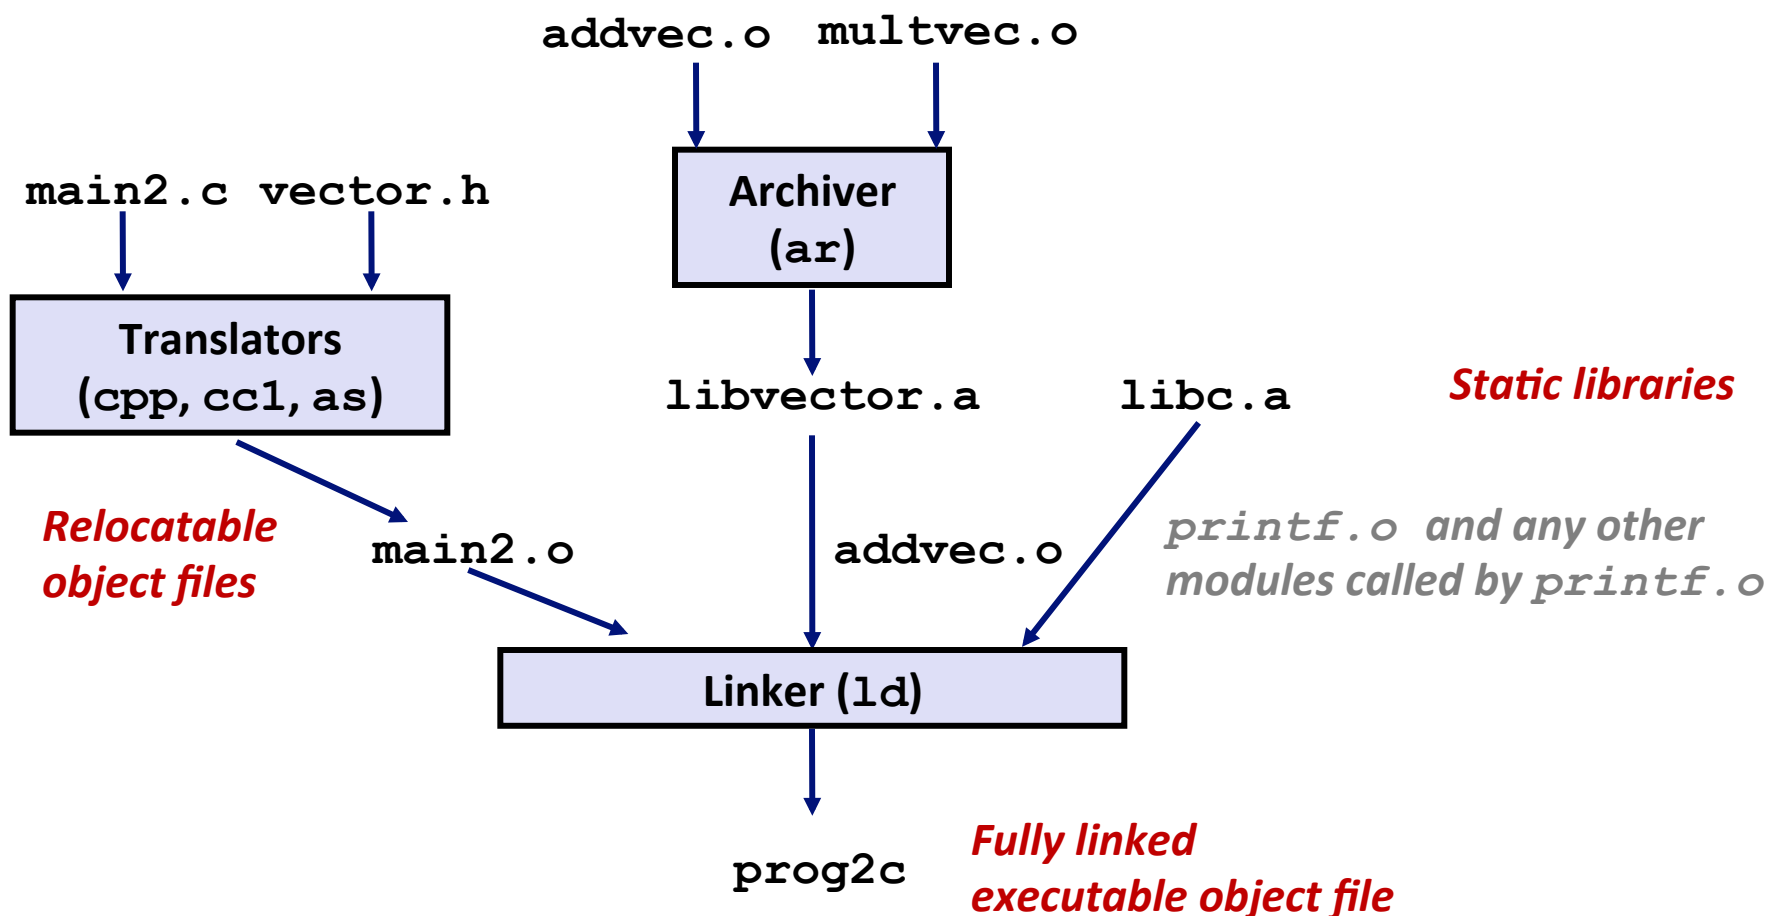 addvec.o multvec.o
main2.c vector.h
Archiver
(ar)
Translators
(cpp, cc1, as)
libvector.a libc.a
Static libraries
Relocatable
object files
main2.o
addvec.o
printf.o and any other
modules called by printf.o
Linker (ld)
prog2c
Fully linked
executable object file